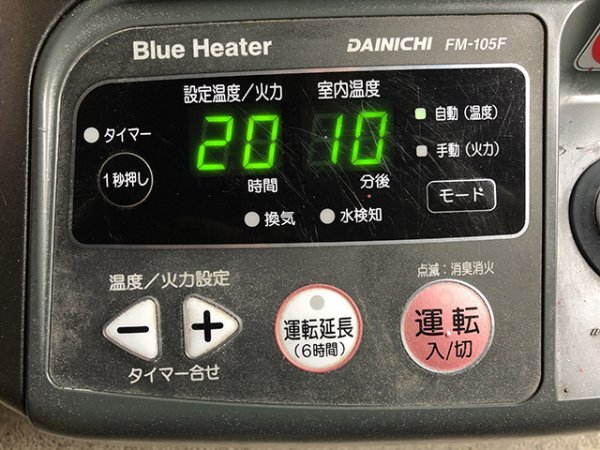 Blue Heater
DAINICHI FM-105F
設定温度/火力 室内温度
タイマー
20 10
自動(温度)
手動(火力)
1秒押し
時間 分後
モード
換気 水検知
温度/火力設定
点滅:消臭消火
− +
運転延長
(6時間)
運転
入/切
タイマー合せ